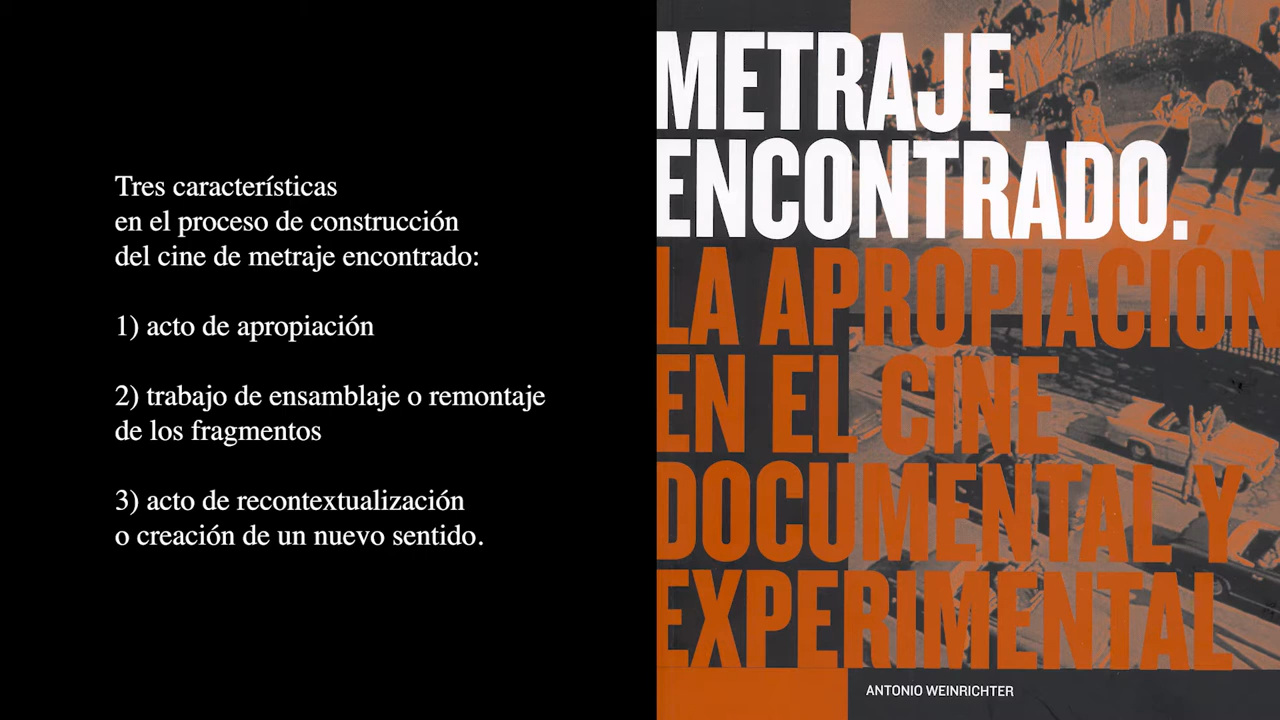 Tres características
en el proceso de construcción
del cine de metraje encontrado:
1) acto de apropiación
2) trabajo de ensamblaje o remontaje
de los fragmentos
3) acto de recontextualización
o creación de un nuevo sentido.
METRAJE
ENCONTRADO.
LA APROPIACIÓN
EN EL CINE
DOCUMENTAL Y
EXPERIMENTAL
ANTONIO WEINRICHTER